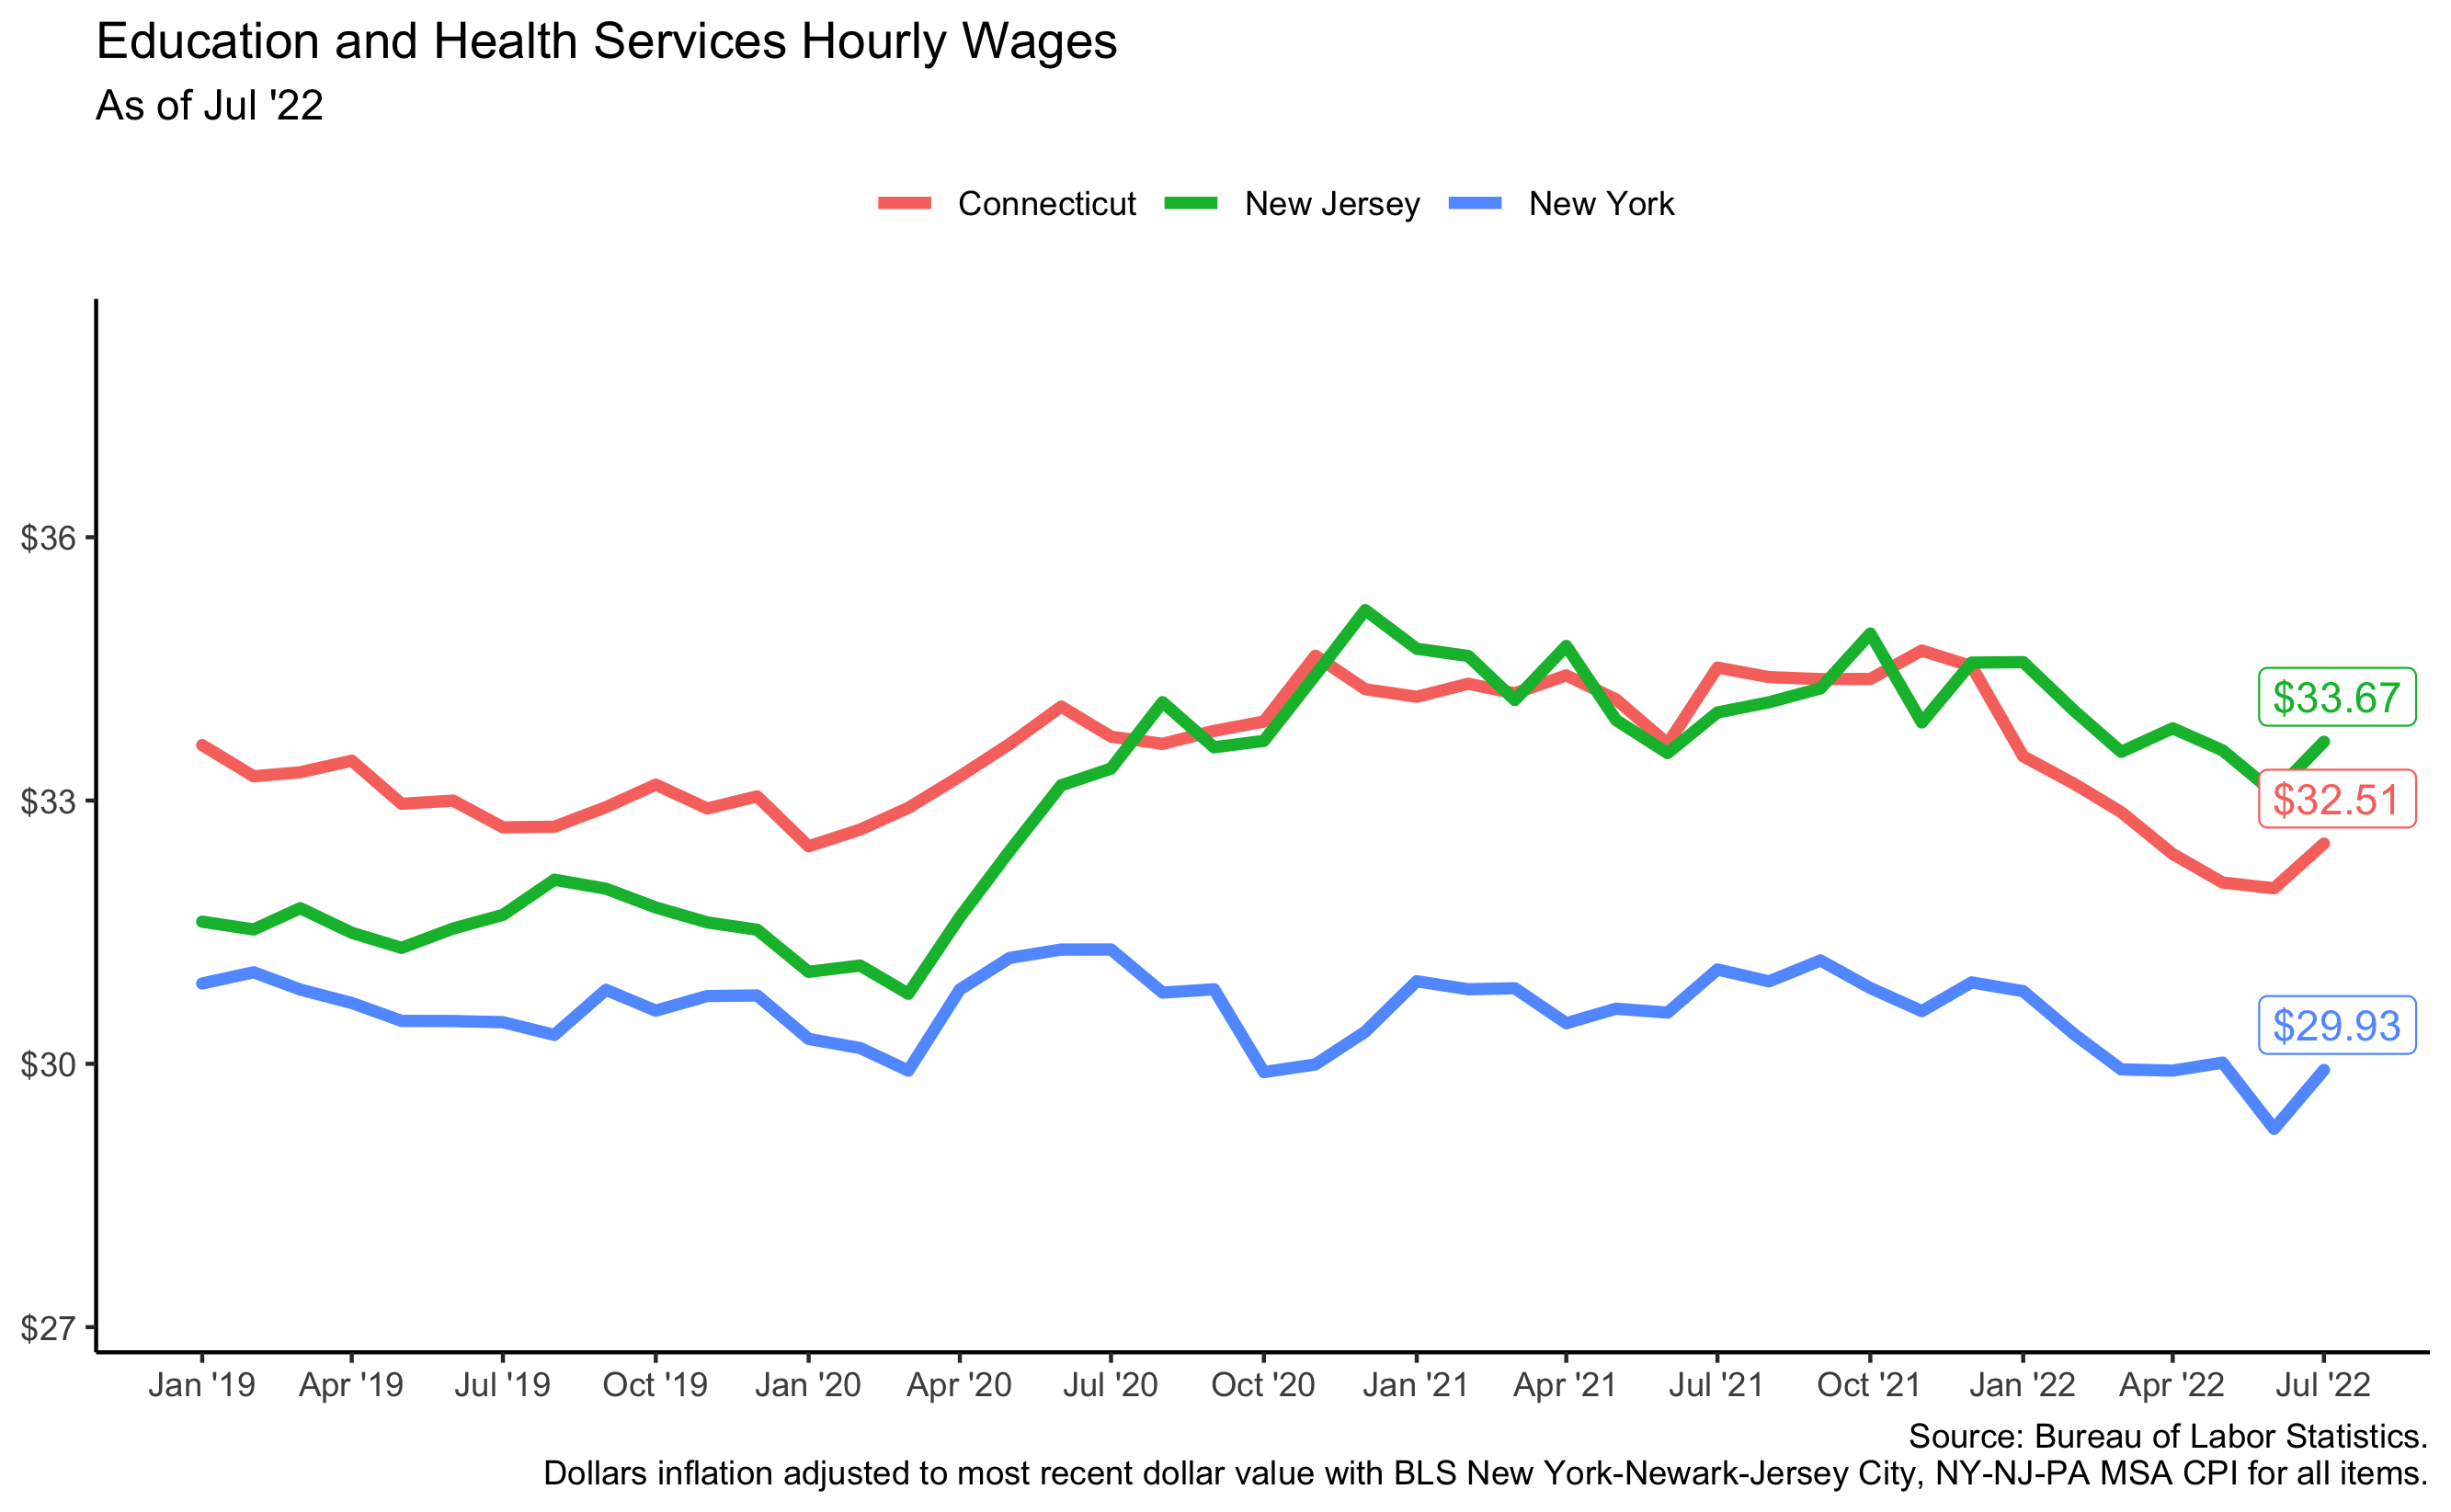 Education and Health Services Hourly Wages
As of Jul '22
Connecticut New Jersey New York
$36
$33
$30
$27
$33.67
$32.51
$29.93
Jan '19 Apr '19 Jul '19 Oct '19 Jan '20 Apr '20 Jul '20 Oct '20 Jan '21 Apr '21 Jul '21 Oct '21 Jan '22 Apr '22 Jul '22
Source: Bureau of Labor Statistics.
Dollars inflation adjusted to most recent dollar value with BLS New York-Newark-Jersey City, NY-NJ-PA MSA CPI for all items.